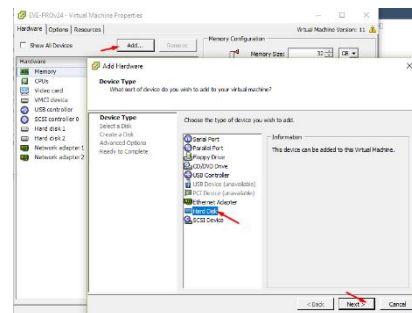 EVE-PROv24 - Virtual Machine Properties
Hardware Options Resources
Virtual Machine Version: 11
Show All Devices
Add...
Remove
Memory Configuration
Memory Size: 32 GB
Hardware
Memory
CPUs
Video card
VMCI device
USB controller
SCSI controller 0
Hard disk 1
Hard disk 2
Network adapter 1
Network adapter 2
Add Hardware
Device Type
What sort of device do you wish to add to your virtual machine?
Device Type
Select a Disk
Create a Disk
Advanced Options
Ready to Complete
Choose the type of device you wish to add.
Serial Port
Parallel Port
Floppy Drive
CD/DVD Drive
USB Controller
USB Device (unavailable)
PCI Device (unavailable)
Ethernet Adapter
Hard Disk
SCSI Device
Information
This device can be added to this Virtual Machine.
< Back
Next >
Cancel